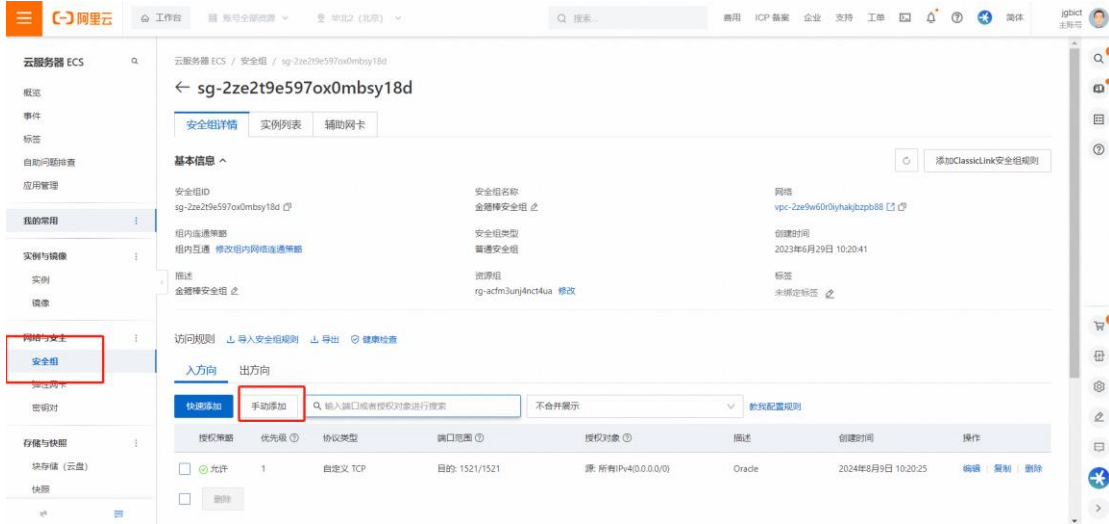 阿里云 工作台 账号全部资源 华北2 (北京) 搜索... 费用 ICP 备案 企业 支持 工单 简体 jgbict
主账号
云服务器 ECS
概览
事件
标签
自助问题排查
应用管理
我的常用
实例与镜像
实例
镜像
网络与安全
安全组
弹性网卡
密钥对
存储与快照
块存储 (云盘)
快照
云服务器 ECS / 安全组 / sg-2ze2t9e597ox0mbsy18d
← sg-2ze2t9e597ox0mbsy18d
安全组详情 实例列表 辅助网卡
基本信息
添加ClassicLink安全组规则
安全组ID 安全组名称 网络
sg-2ze2t9e597ox0mbsy18d 金箍棒安全组 vpc-2ze9w60r0iyhakjbzpb88
组内连通策略 安全组类型 创建时间
组内互通 修改组内网络连通策略 普通安全组 2023年6月29日 10:20:41
描述 资源组 标签
金箍棒安全组 rg-acfm3unj4nct4ua 修改 未绑定标签
访问规则 导入安全组规则 导出 健康检查
入方向 出方向
快速添加 手动添加 输入端口或者授权对象进行搜索 不合并展示 教我配置规则
授权策略 优先级 协议类型 端口范围 授权对象 描述 创建时间 操作
允许 1 自定义 TCP 目的: 1521/1521 源: 所有IPv4(0.0.0.0/0) Oracle 2024年8月9日 10:20:25 编辑 复制 删除
删除